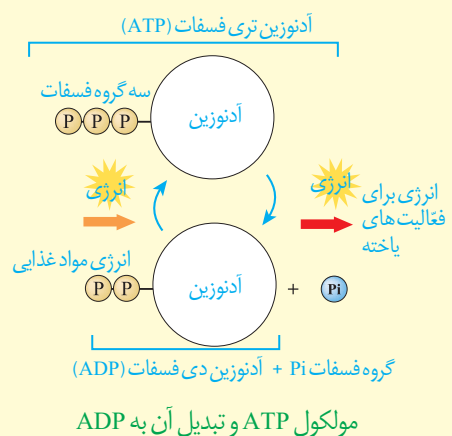 آدنوزین تری فسفات (ATP)
سه گروه فسفات
P P P
آدنوزین
انرژی
انرژی
انرژی برای
فعّالیت‌های
یاخته
انرژی مواد غذایی
P P
آدنوزین
+
Pi
گروه فسفات Pi + آدنوزین دی فسفات (ADP)
مولکول ATP و تبدیل آن به ADP